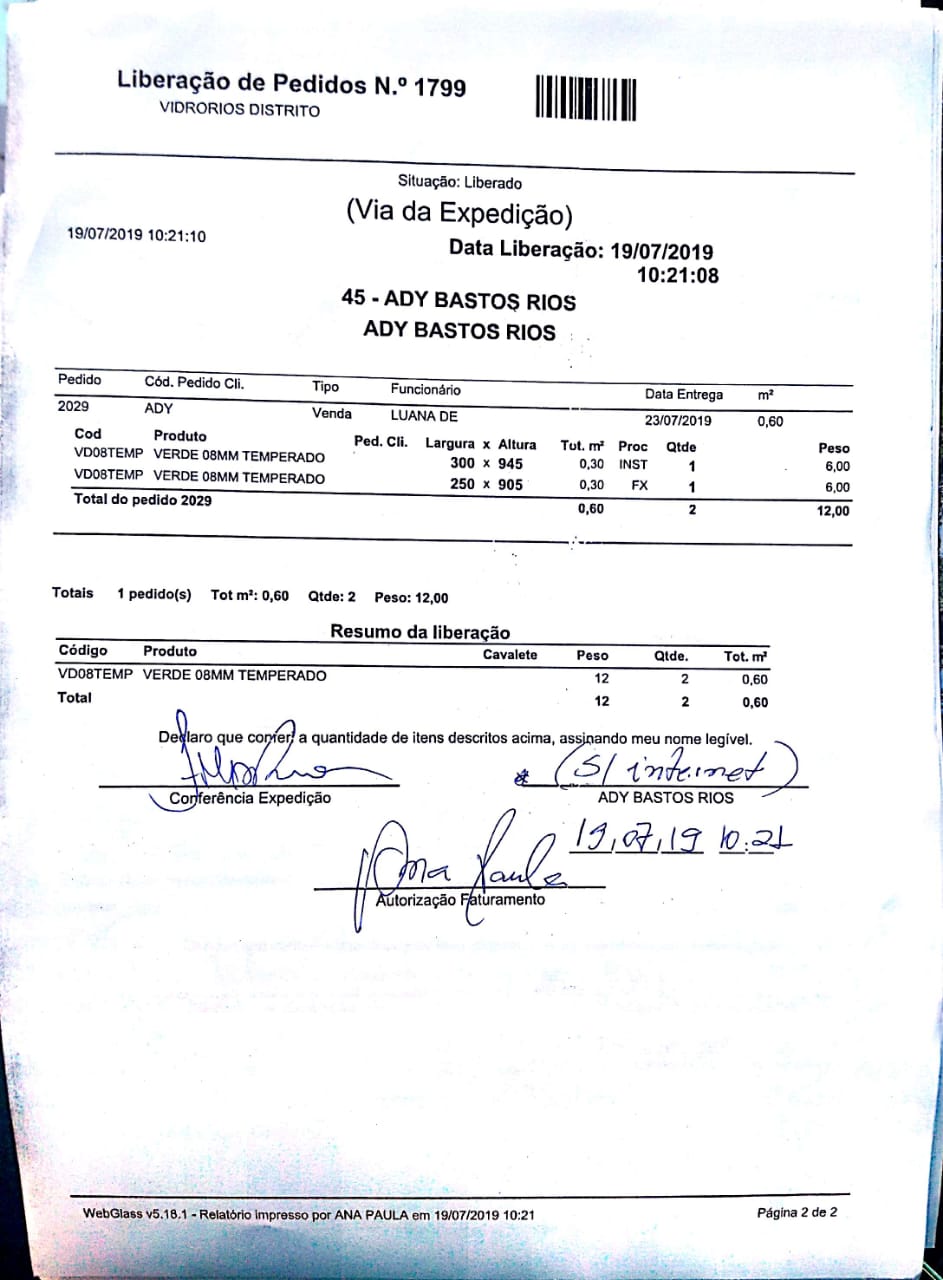 Liberação de Pedidos N.º 1799
VIDRORIOS DISTRITO
Situação: Liberado
(Via da Expedição)
19/07/2019 10:21:10
Data Liberação: 19/07/2019
10:21:08
45 - ADY BASTOS RIOS
ADY BASTOS RIOS
Pedido Cód. Pedido Cli. Tipo Funcionário Data Entrega m²
2029 ADY Venda LUANA DE 23/07/2019 0,60
Cod Produto Ped. Cli. Largura x Altura Tut. m² Proc Qtde Peso
VD08TEMP VERDE 08MM TEMPERADO 300 x 945 0,30 INST 1 6,00
VD08TEMP VERDE 08MM TEMPERADO 250 x 905 0,30 FX 1 6,00
Total do pedido 2029 0,60 2 12,00
Totais 1 pedido(s) Tot m²: 0,60 Qtde: 2 Peso: 12,00
Resumo da liberação
Código Produto Cavalete Peso Qtde. Tot. m²
VD08TEMP VERDE 08MM TEMPERADO 12 2 0,60
Total 12 2 0,60
Declaro que conferi a quantidade de itens descritos acima, assinando meu nome legível.
(S/ internet)
Conferência Expedição ADY BASTOS RIOS
19,07,19 10:21
Ana Paula
Autorização Faturamento
WebGlass v5.18.1 - Relatório impresso por ANA PAULA em 19/07/2019 10:21 Página 2 de 2